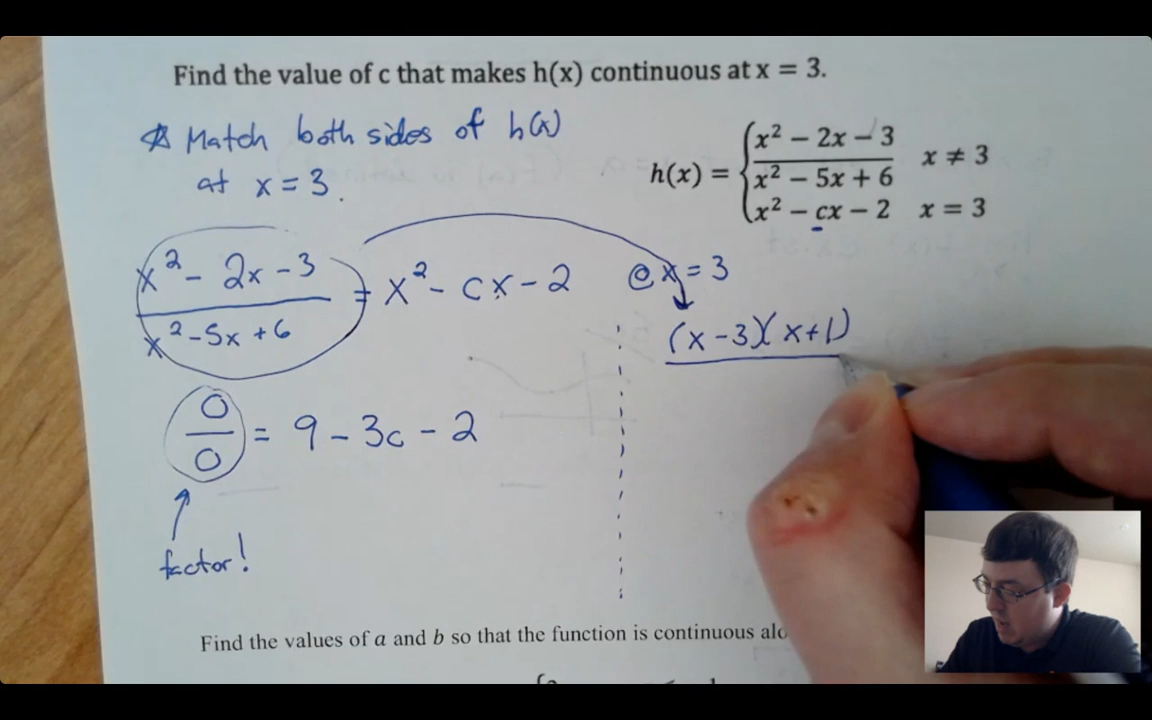 Find the value of c that makes h(x) continuous at x = 3.
☆ Match both sides of h(x)
at x = 3.
h(x) = { x² − 2x − 3 / x² − 5x + 6   x ≠ 3
x² − cx − 2   x = 3
x² - 2x - 3 / x² - 5x + 6 = x² - cx - 2   @ x = 3
(x - 3)(x + 1)
0/0 = 9 - 3c - 2
factor!
Find the values of a and b so that the function is continuous